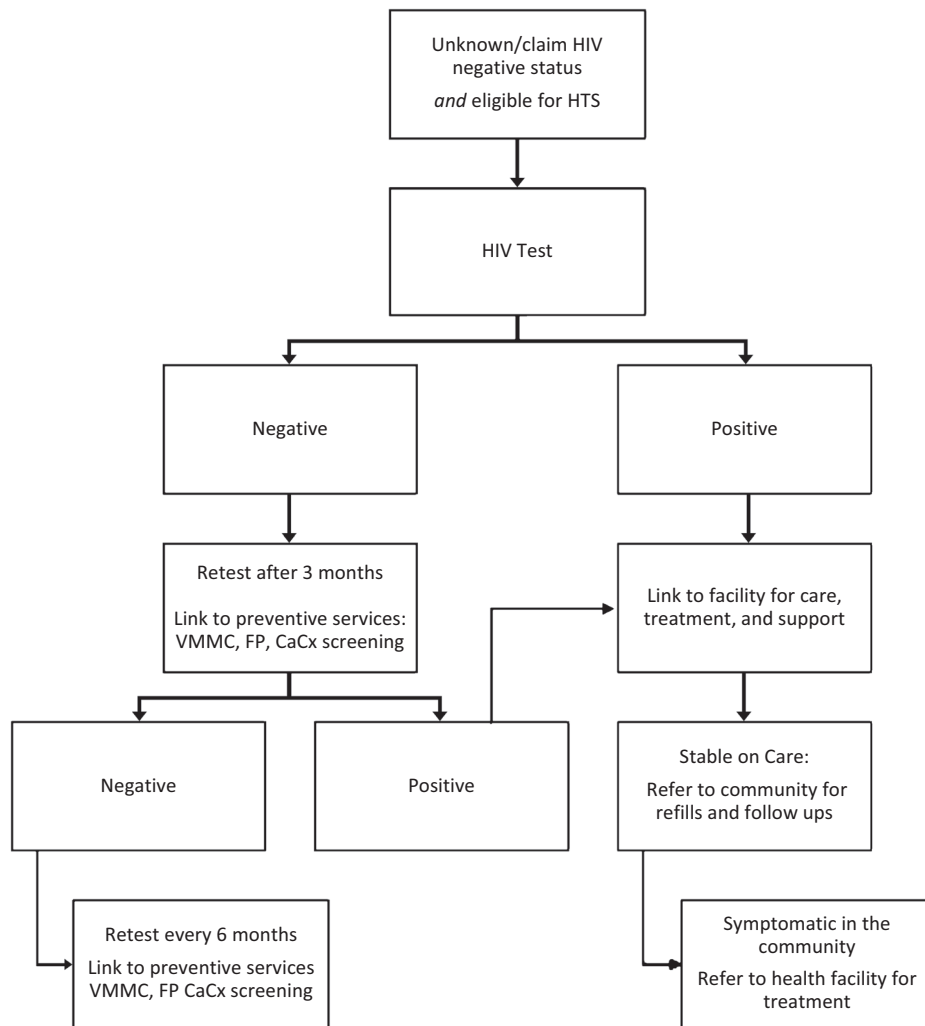 Unknown/claim HIV
negative status
and eligible for HTS
HIV Test
Negative
Positive
Retest after 3 months
Link to preventive services:
VMMC, FP, CaCx screening
Link to facility for care,
treatment, and support
Negative
Positive
Stable on Care:
Refer to community for
refills and follow ups
Retest every 6 months
Link to preventive services
VMMC, FP CaCx screening
Symptomatic in the
community
Refer to health facility for
treatment